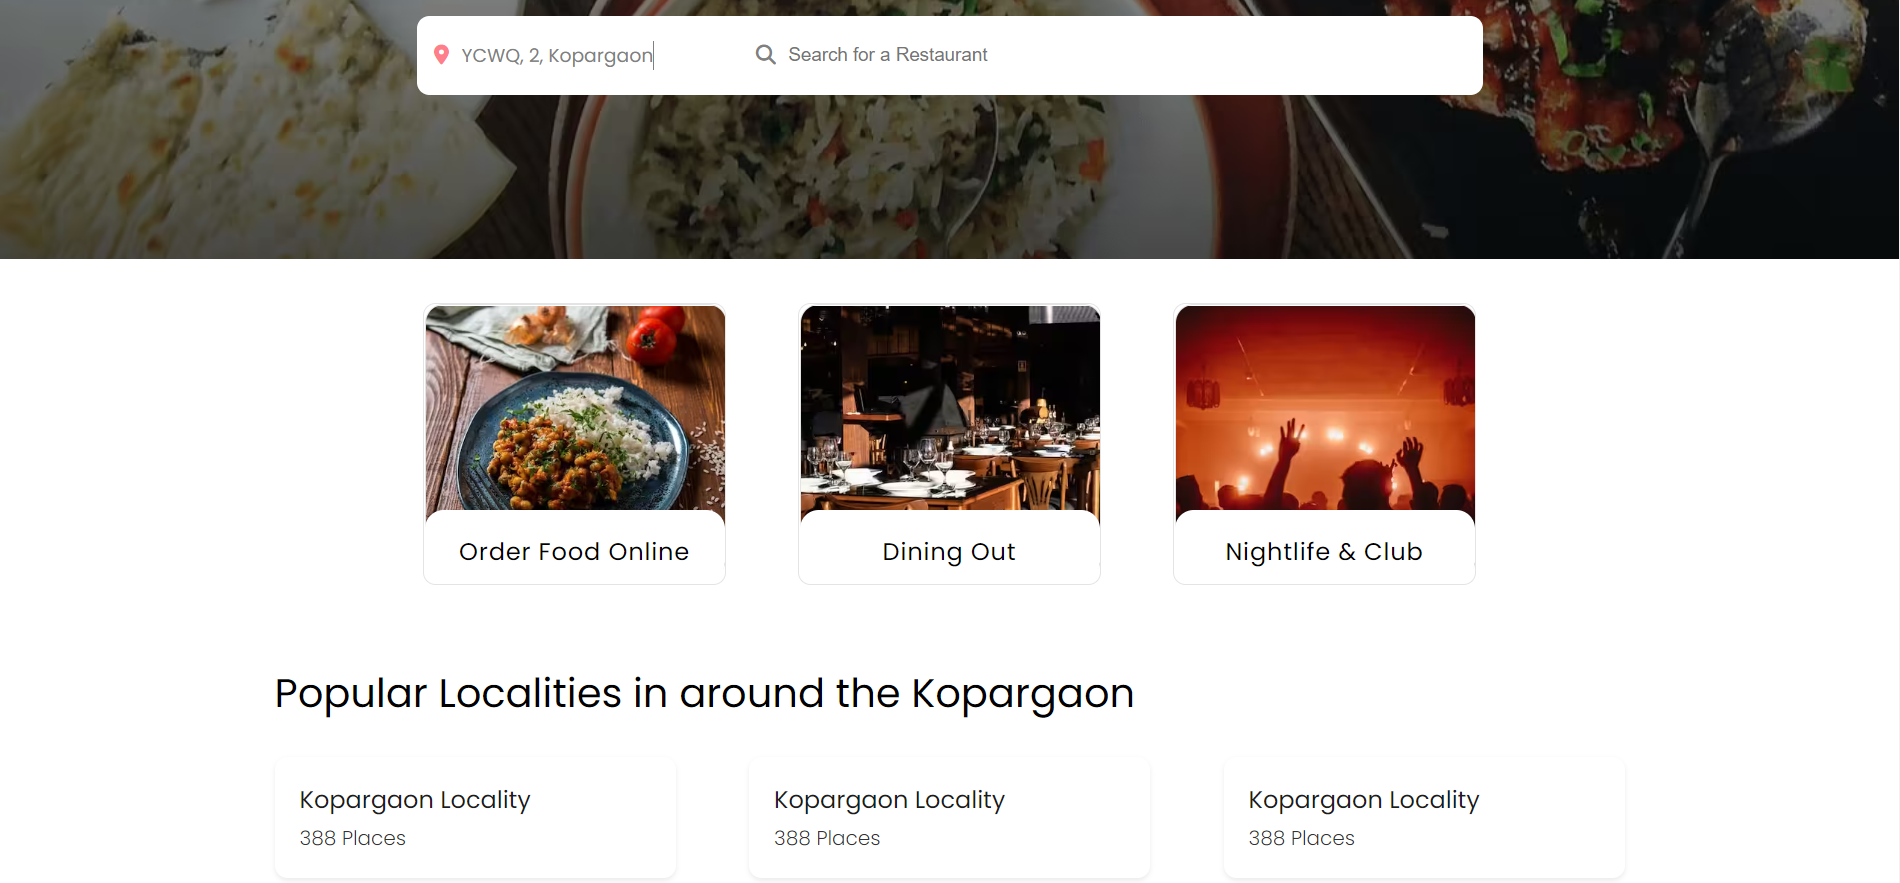 YCWQ, 2, Kopargaon
Search for a Restaurant
Order Food Online
Dining Out
Nightlife & Club
Popular Localities in around the Kopargaon
Kopargaon Locality
388 Places
Kopargaon Locality
388 Places
Kopargaon Locality
388 Places